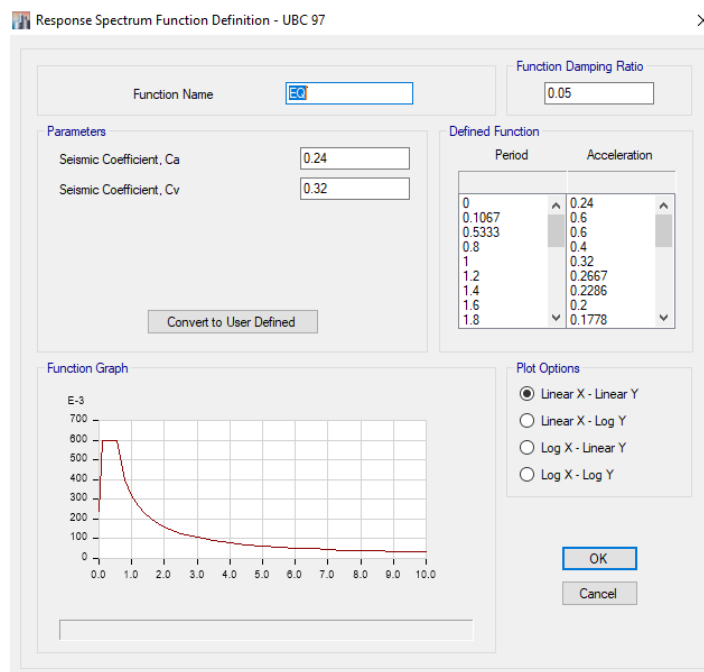 Response Spectrum Function Definition - UBC 97
Function Name
EQ
Function Damping Ratio
0.05
Parameters
Seismic Coefficient, Ca
0.24
Seismic Coefficient, Cv
0.32
Convert to User Defined
Defined Function
Period Acceleration
0 0.24
0.1067 0.6
0.5333 0.6
0.8 0.4
1 0.32
1.2 0.2667
1.4 0.2286
1.6 0.2
1.8 0.1778
Function Graph
E-3
700
600
500
400
300
200
100
0
0.0 1.0 2.0 3.0 4.0 5.0 6.0 7.0 8.0 9.0 10.0
Plot Options
Linear X - Linear Y
Linear X - Log Y
Log X - Linear Y
Log X - Log Y
OK
Cancel